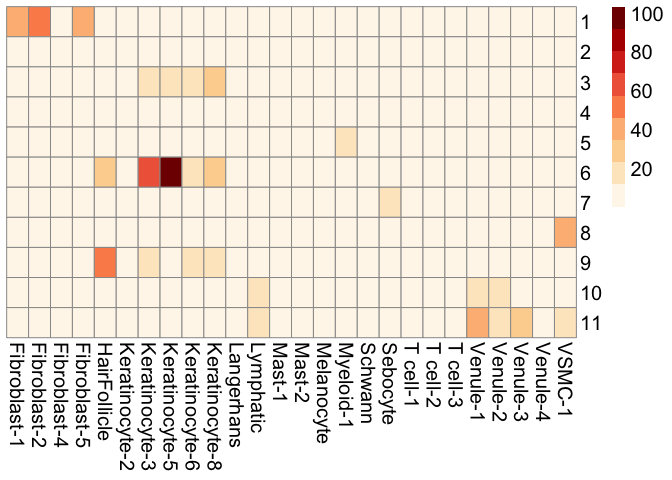 100
80
60
40
20
1
2
3
4
5
6
7
8
9
10
11
Fibroblast-1
Fibroblast-2
Fibroblast-4
Fibroblast-5
HairFollicle
Keratinocyte-2
Keratinocyte-3
Keratinocyte-5
Keratinocyte-6
Keratinocyte-8
Langerhans
Lymphatic
Mast-1
Mast-2
Melanocyte
Myeloid-1
Schwann
Sebocyte
T cell-1
T cell-2
T cell-3
Venule-1
Venule-2
Venule-3
Venule-4
VSMC-1